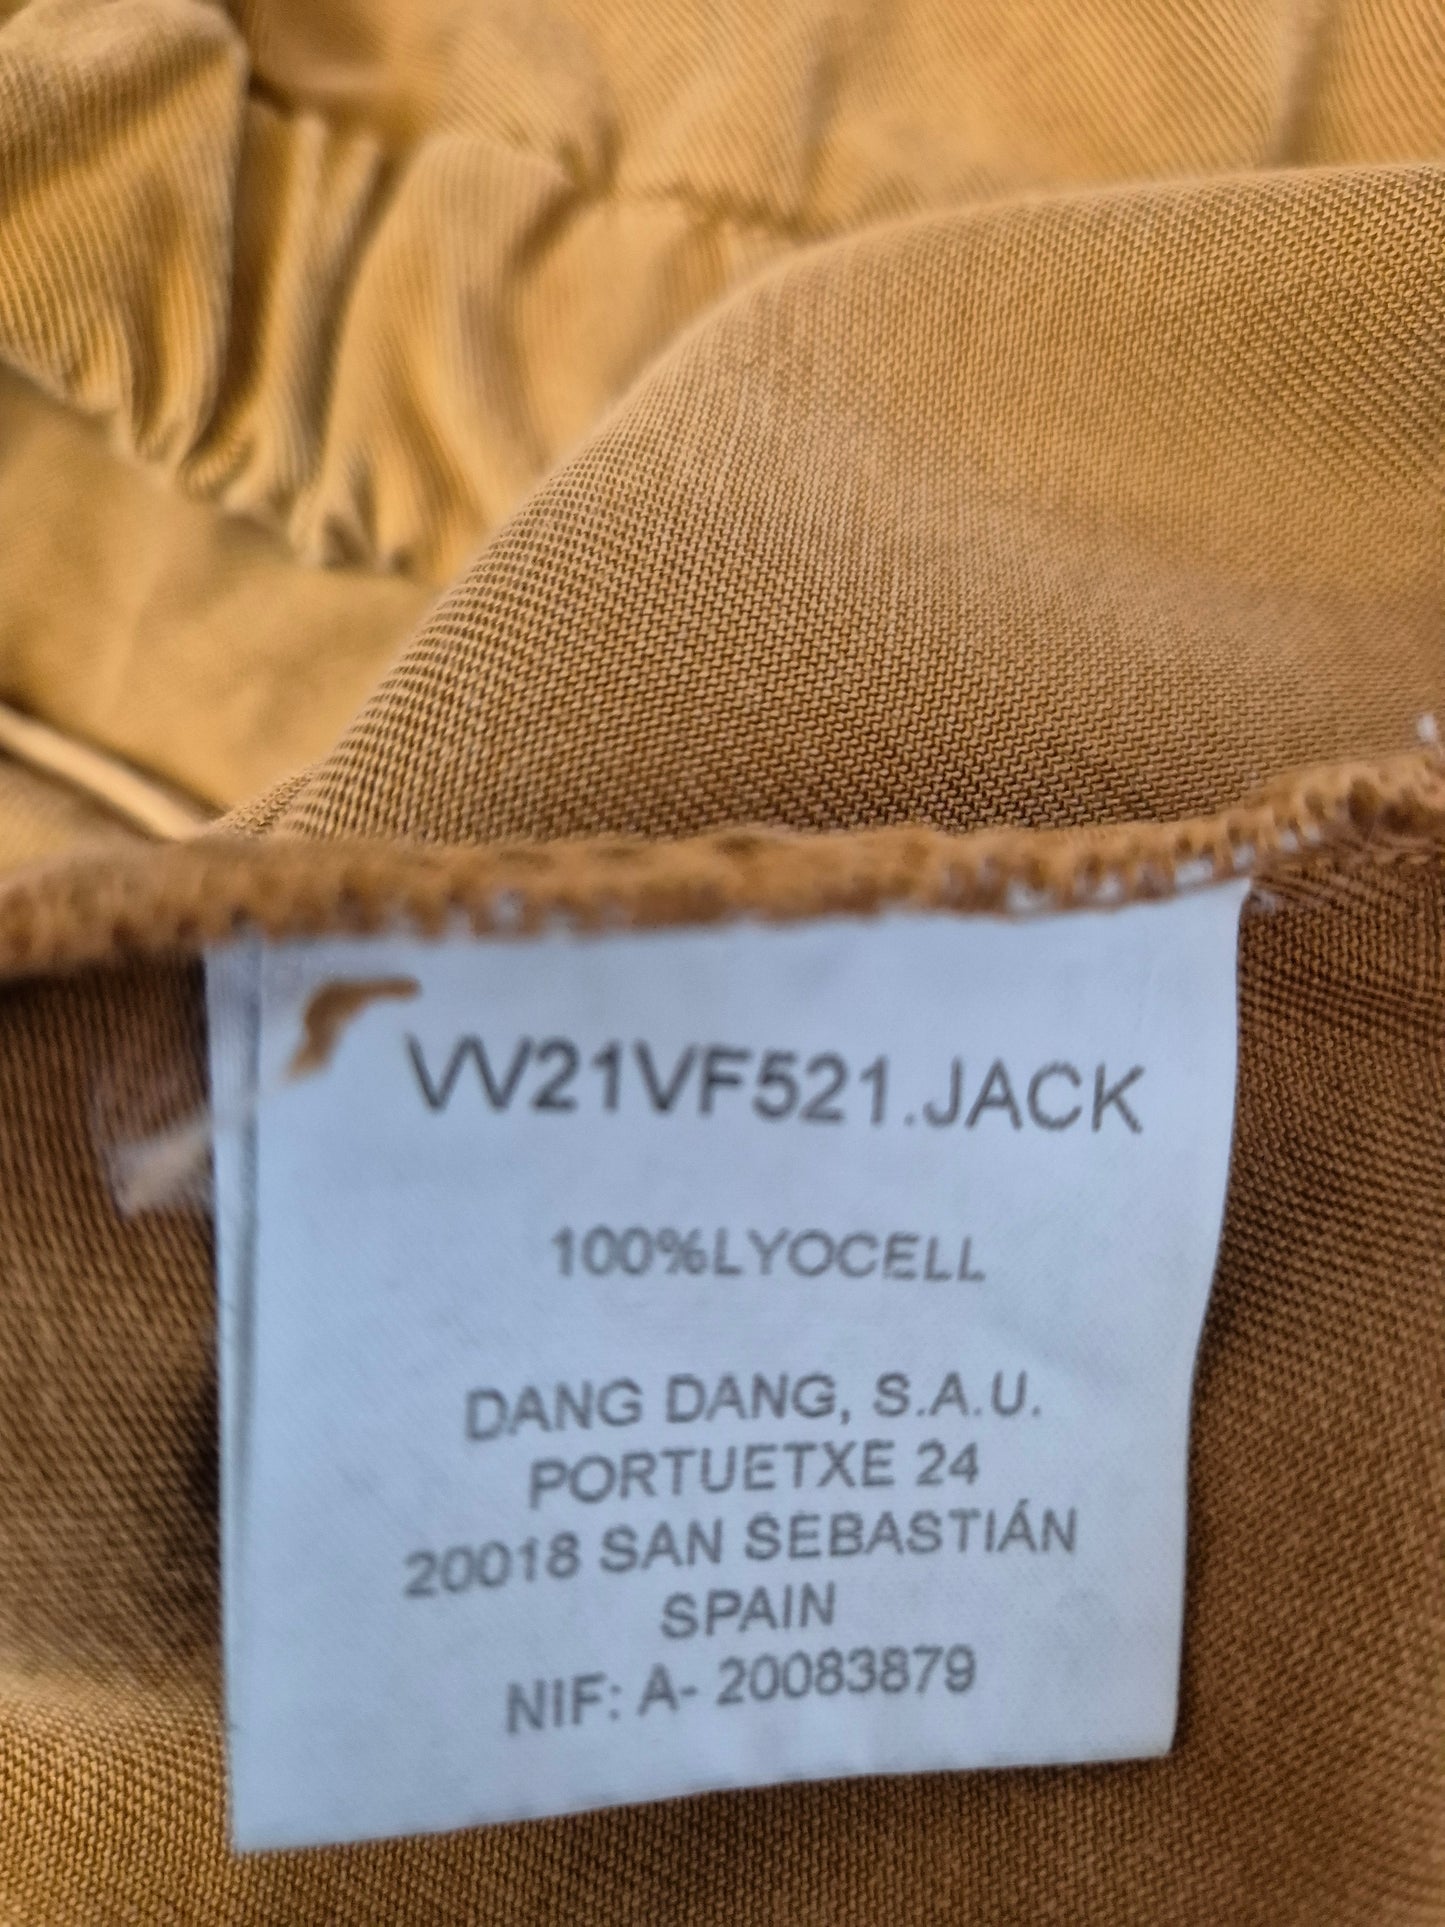 VV21VF521.JACK
100%LYOCELL
DANG DANG, S.A.U.
PORTUETXE 24
20018 SAN SEBASTIÁN
SPAIN
NIF: A- 20083879